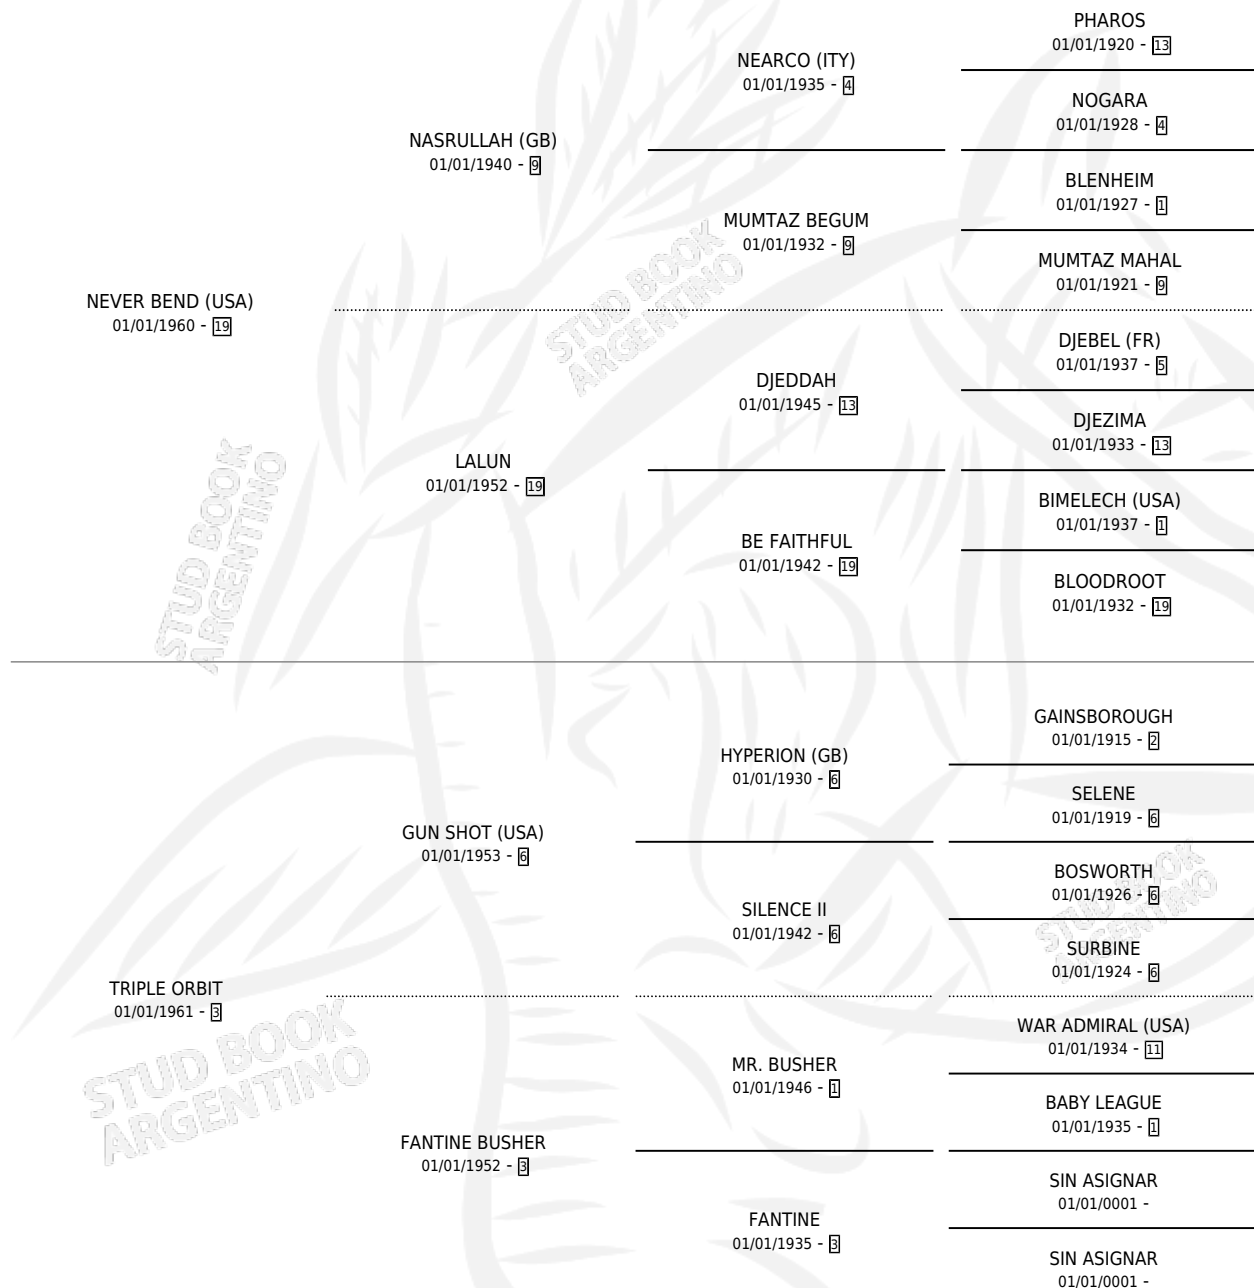 PHAROS
01/01/1920 - 13
NEARCO (ITY)
01/01/1935 - 4
NOGARA
01/01/1928 - 4
NASRULLAH (GB)
01/01/1940 - 9
BLENHEIM
01/01/1927 - 1
MUMTAZ BEGUM
01/01/1932 - 9
MUMTAZ MAHAL
01/01/1921 - 9
NEVER BEND (USA)
01/01/1960 - 19
DJEBEL (FR)
01/01/1937 - 5
DJEDDAH
01/01/1945 - 13
DJEZIMA
01/01/1933 - 13
LALUN
01/01/1952 - 19
BIMELECH (USA)
01/01/1937 - 1
BE FAITHFUL
01/01/1942 - 19
BLOODROOT
01/01/1932 - 19
GAINSBOROUGH
01/01/1915 - 2
HYPERION (GB)
01/01/1930 - 6
SELENE
01/01/1919 - 6
GUN SHOT (USA)
01/01/1953 - 6
BOSWORTH
01/01/1926 - 6
SILENCE II
01/01/1942 - 6
SURBINE
01/01/1924 - 6
TRIPLE ORBIT
01/01/1961 - 3
WAR ADMIRAL (USA)
01/01/1934 - 11
MR. BUSHER
01/01/1946 - 1
BABY LEAGUE
01/01/1935 - 1
FANTINE BUSHER
01/01/1952 - 3
SIN ASIGNAR
01/01/0001 -
FANTINE
01/01/1935 - 3
SIN ASIGNAR
01/01/0001 -
STUD BOOK
ARGENTINO
STUD BOOK
ARGENTINO
STUD BOOK
ARGENTINO
STUD BOOK
ARGENTINO